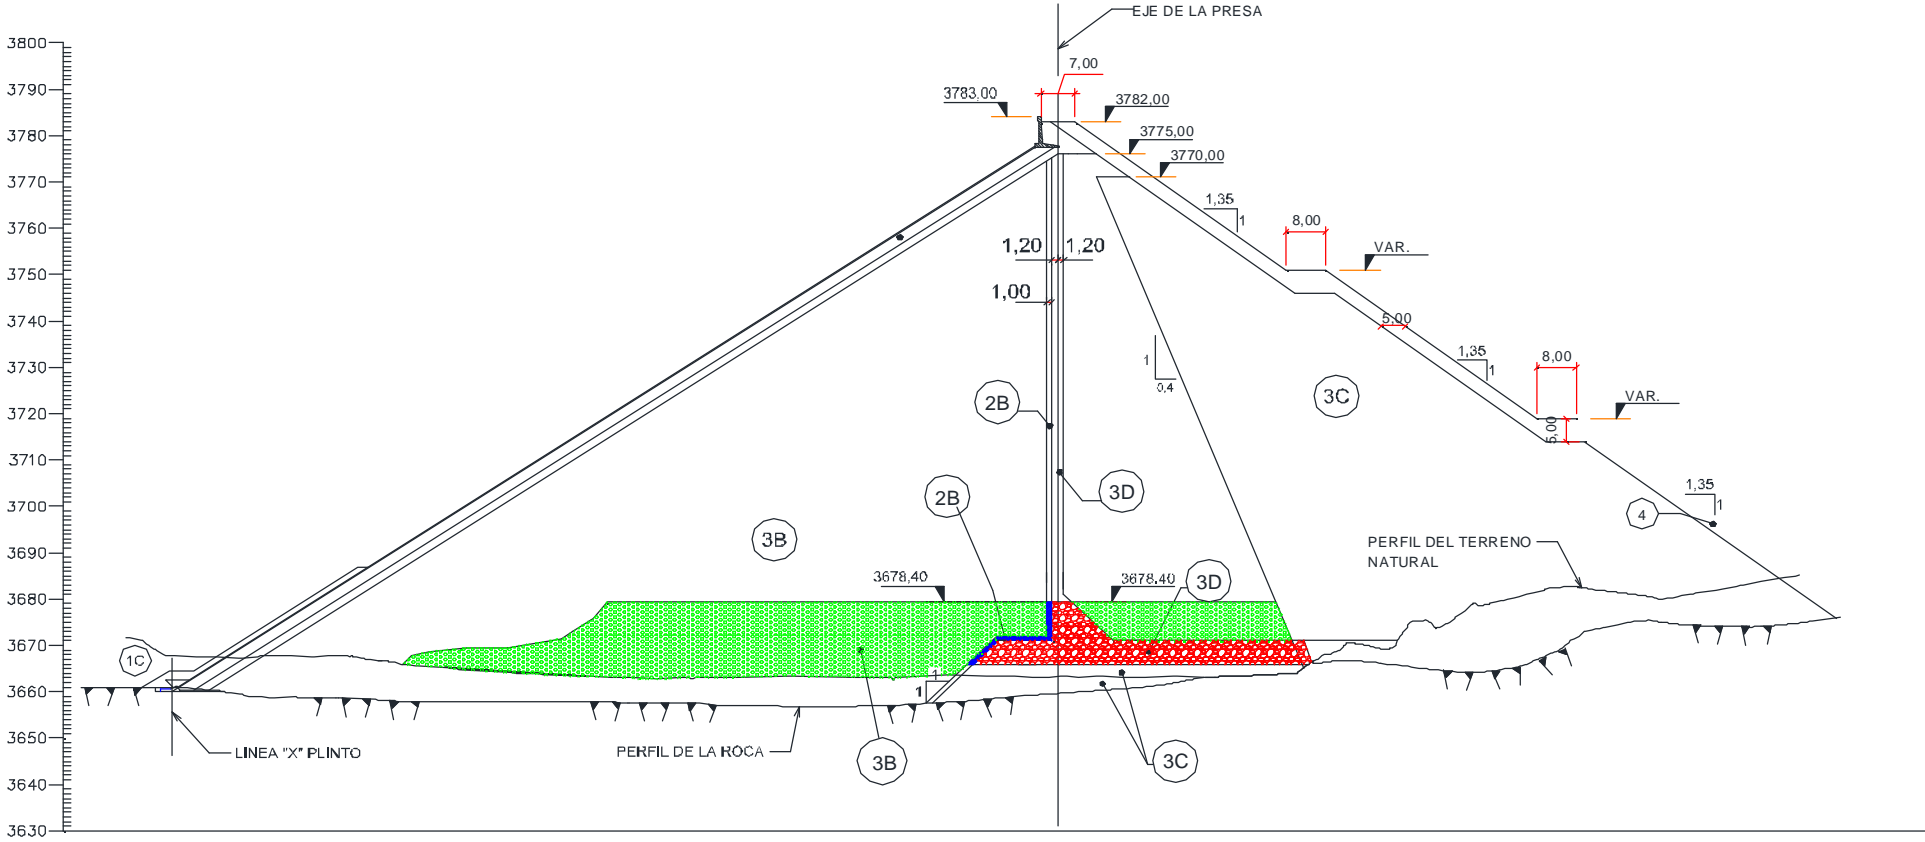 EJE DE LA PRESA
3800
7,00
3790
3783,00
3782,00
3780
3775,00
3770,00
3770
1,35
1
8,00
3760
1,20
1,20
VAR.
3750
1,00
3740
5,00
1
0,4
1,35
1
8,00
3730
2B
3C
VAR.
3720
5,00
3710
2B
3D
1,35
1
3700
4
3B
PERFIL DEL TERRENO
NATURAL
3690
3678,40
3678,40
3D
3680
3670
1C
1
1
3660
3650
LINEA "X" PLINTO
PERFIL DE LA ROCA
3B
3C
3640
3630